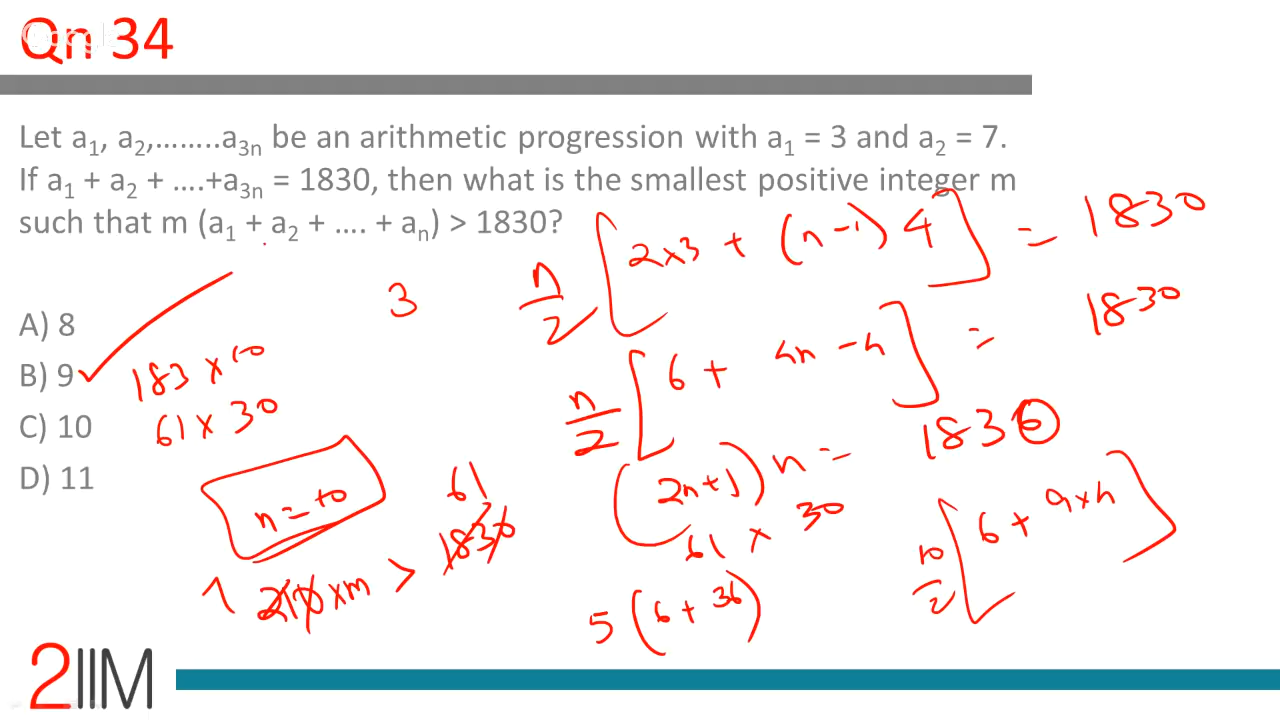 Qn 34
Let a₁, a₂,……..a₃ₙ be an arithmetic progression with a₁ = 3 and a₂ = 7.
If a₁ + a₂ + ….+a₃ₙ = 1830, then what is the smallest positive integer m
such that m (a₁ + a₂ + …. + aₙ) > 1830?
n/2 [2×3 + (n-1) 4] = 1830
3
A) 8
n/2 [6 + 4n - 4] = 1830
B) 9
183 × 10
C) 10
61 × 30
(2n+1) n = 1830
D) 11
61 × 30
n = 10
10/2 [6 + 9×4]
61
210 × m > 1830
7
5 (6 + 36)
2IIM